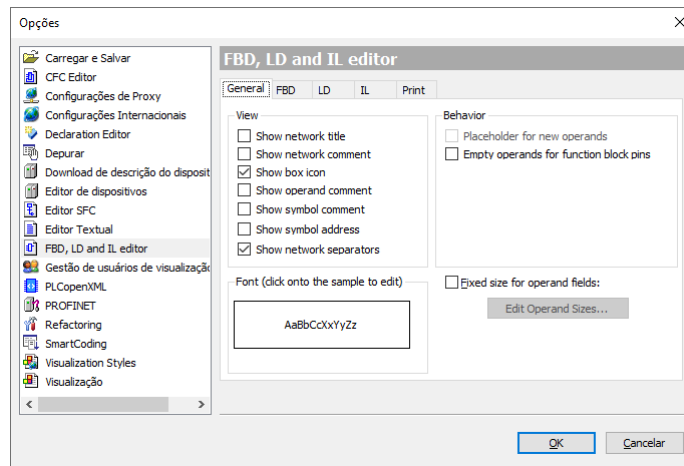 Opções
Carregar e Salvar
CFC Editor
Configurações de Proxy
Configurações Internacionais
Declaration Editor
Depurar
Download de descrição do disposit
Editor de dispositivos
Editor SFC
Editor Textual
FBD, LD and IL editor
Gestão de usuários de visualizaçã
PLCopenXML
PROFINET
Refactoring
SmartCoding
Visualization Styles
Visualização
FBD, LD and IL editor
General FBD LD IL Print
View
Show network title
Show network comment
Show box icon
Show operand comment
Show symbol comment
Show symbol address
Show network separators
Behavior
Placeholder for new operands
Empty operands for function block pins
Font (click onto the sample to edit)
AaBbCcXxYyZz
Fixed size for operand fields:
Edit Operand Sizes...
OK Cancelar